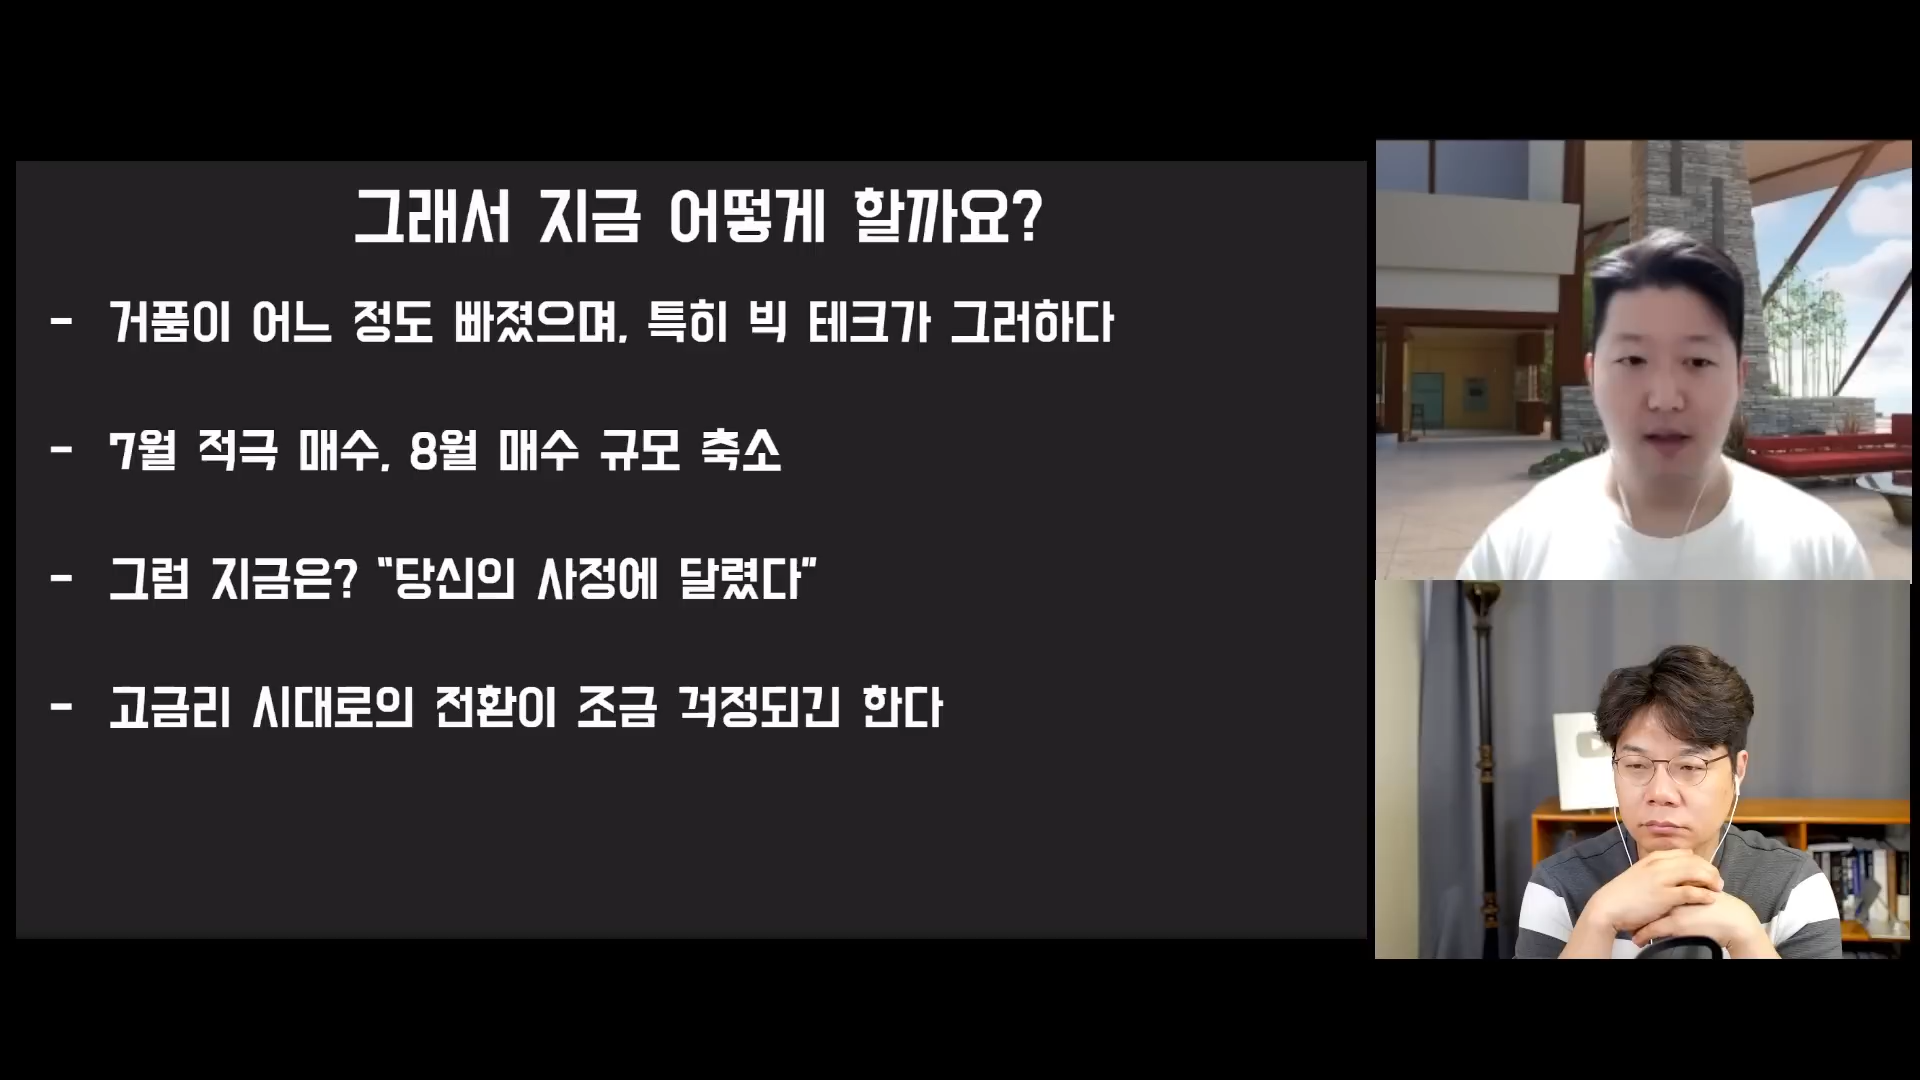 그래서 지금 어떻게 할까요?
- 거품이 어느 정도 빠졌으며, 특히 빅 테크가 그러하다
- 7월 적극 매수, 8월 매수 규모 축소
- 그럼 지금은? "당신의 사정에 달렸다"
- 고금리 시대로의 전환이 조금 걱정되긴 한다